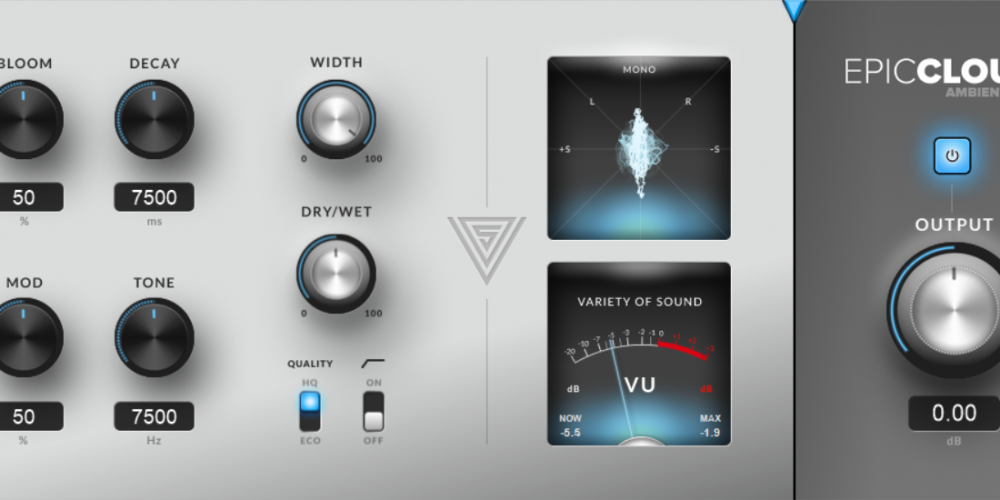 BLOOM
50
%
DECAY
7500
ms
MOD
50
%
TONE
7500
Hz
WIDTH
0 100
DRY/WET
0 100
QUALITY
HQ
ECO
ON
OFF
MONO
L R
+S -S
VARIETY OF SOUND
-20 -10 -7 -5 -3 -2 -1 0 +1 +2 +3
dB VU dB
NOW MAX
-5.5 -1.9
EPICCLOU
AMBIEN
OUTPUT
0.00
dB